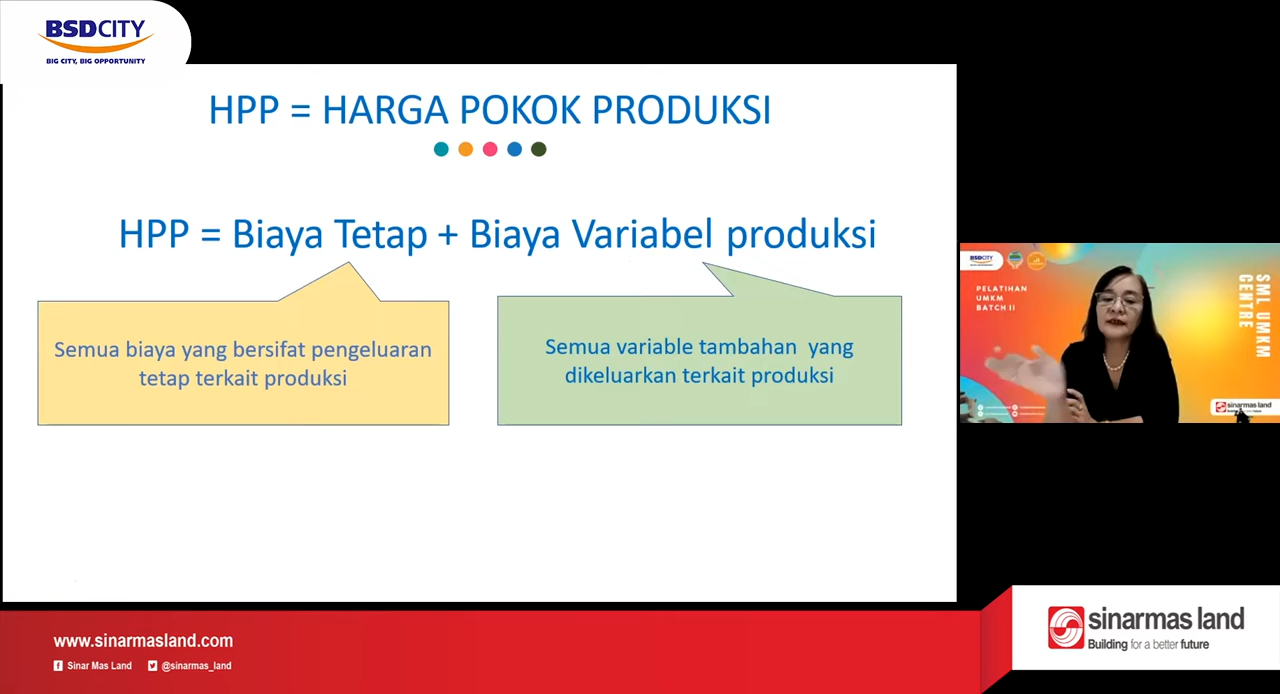 BSDCITY
BIG CITY, BIG OPPORTUNITY
HPP = HARGA POKOK PRODUKSI
HPP = Biaya Tetap + Biaya Variabel produksi
Semua biaya yang bersifat pengeluaran
tetap terkait produksi
Semua variable tambahan yang
dikeluarkan terkait produksi
BSDCITY
PELATIHAN
UMKM
BATCH II
SML UMKM
CENTRE
sinarmas land
www.sinarmasland.com
Sinar Mas Land
@sinarmas_land
sinarmas land
Building for a better future